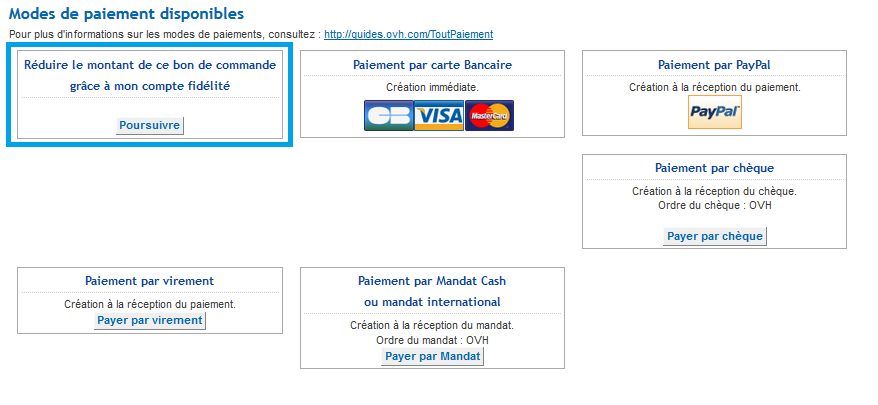 Modes de paiement disponibles
Pour plus d'informations sur les modes de paiements, consultez : http://guides.ovh.com/ToutPaiement
Réduire le montant de ce bon de commande
grâce à mon compte fidélité
Poursuivre
Paiement par carte Bancaire
Création immédiate.
CB VISA MasterCard
Paiement par PayPal
Création à la réception du paiement.
PayPal
Paiement par chèque
Création à la réception du chèque.
Ordre du chèque : OVH
Payer par chèque
Paiement par virement
Création à la réception du paiement.
Payer par virement
Paiement par Mandat Cash
ou mandat international
Création à la réception du mandat.
Ordre du mandat : OVH
Payer par Mandat